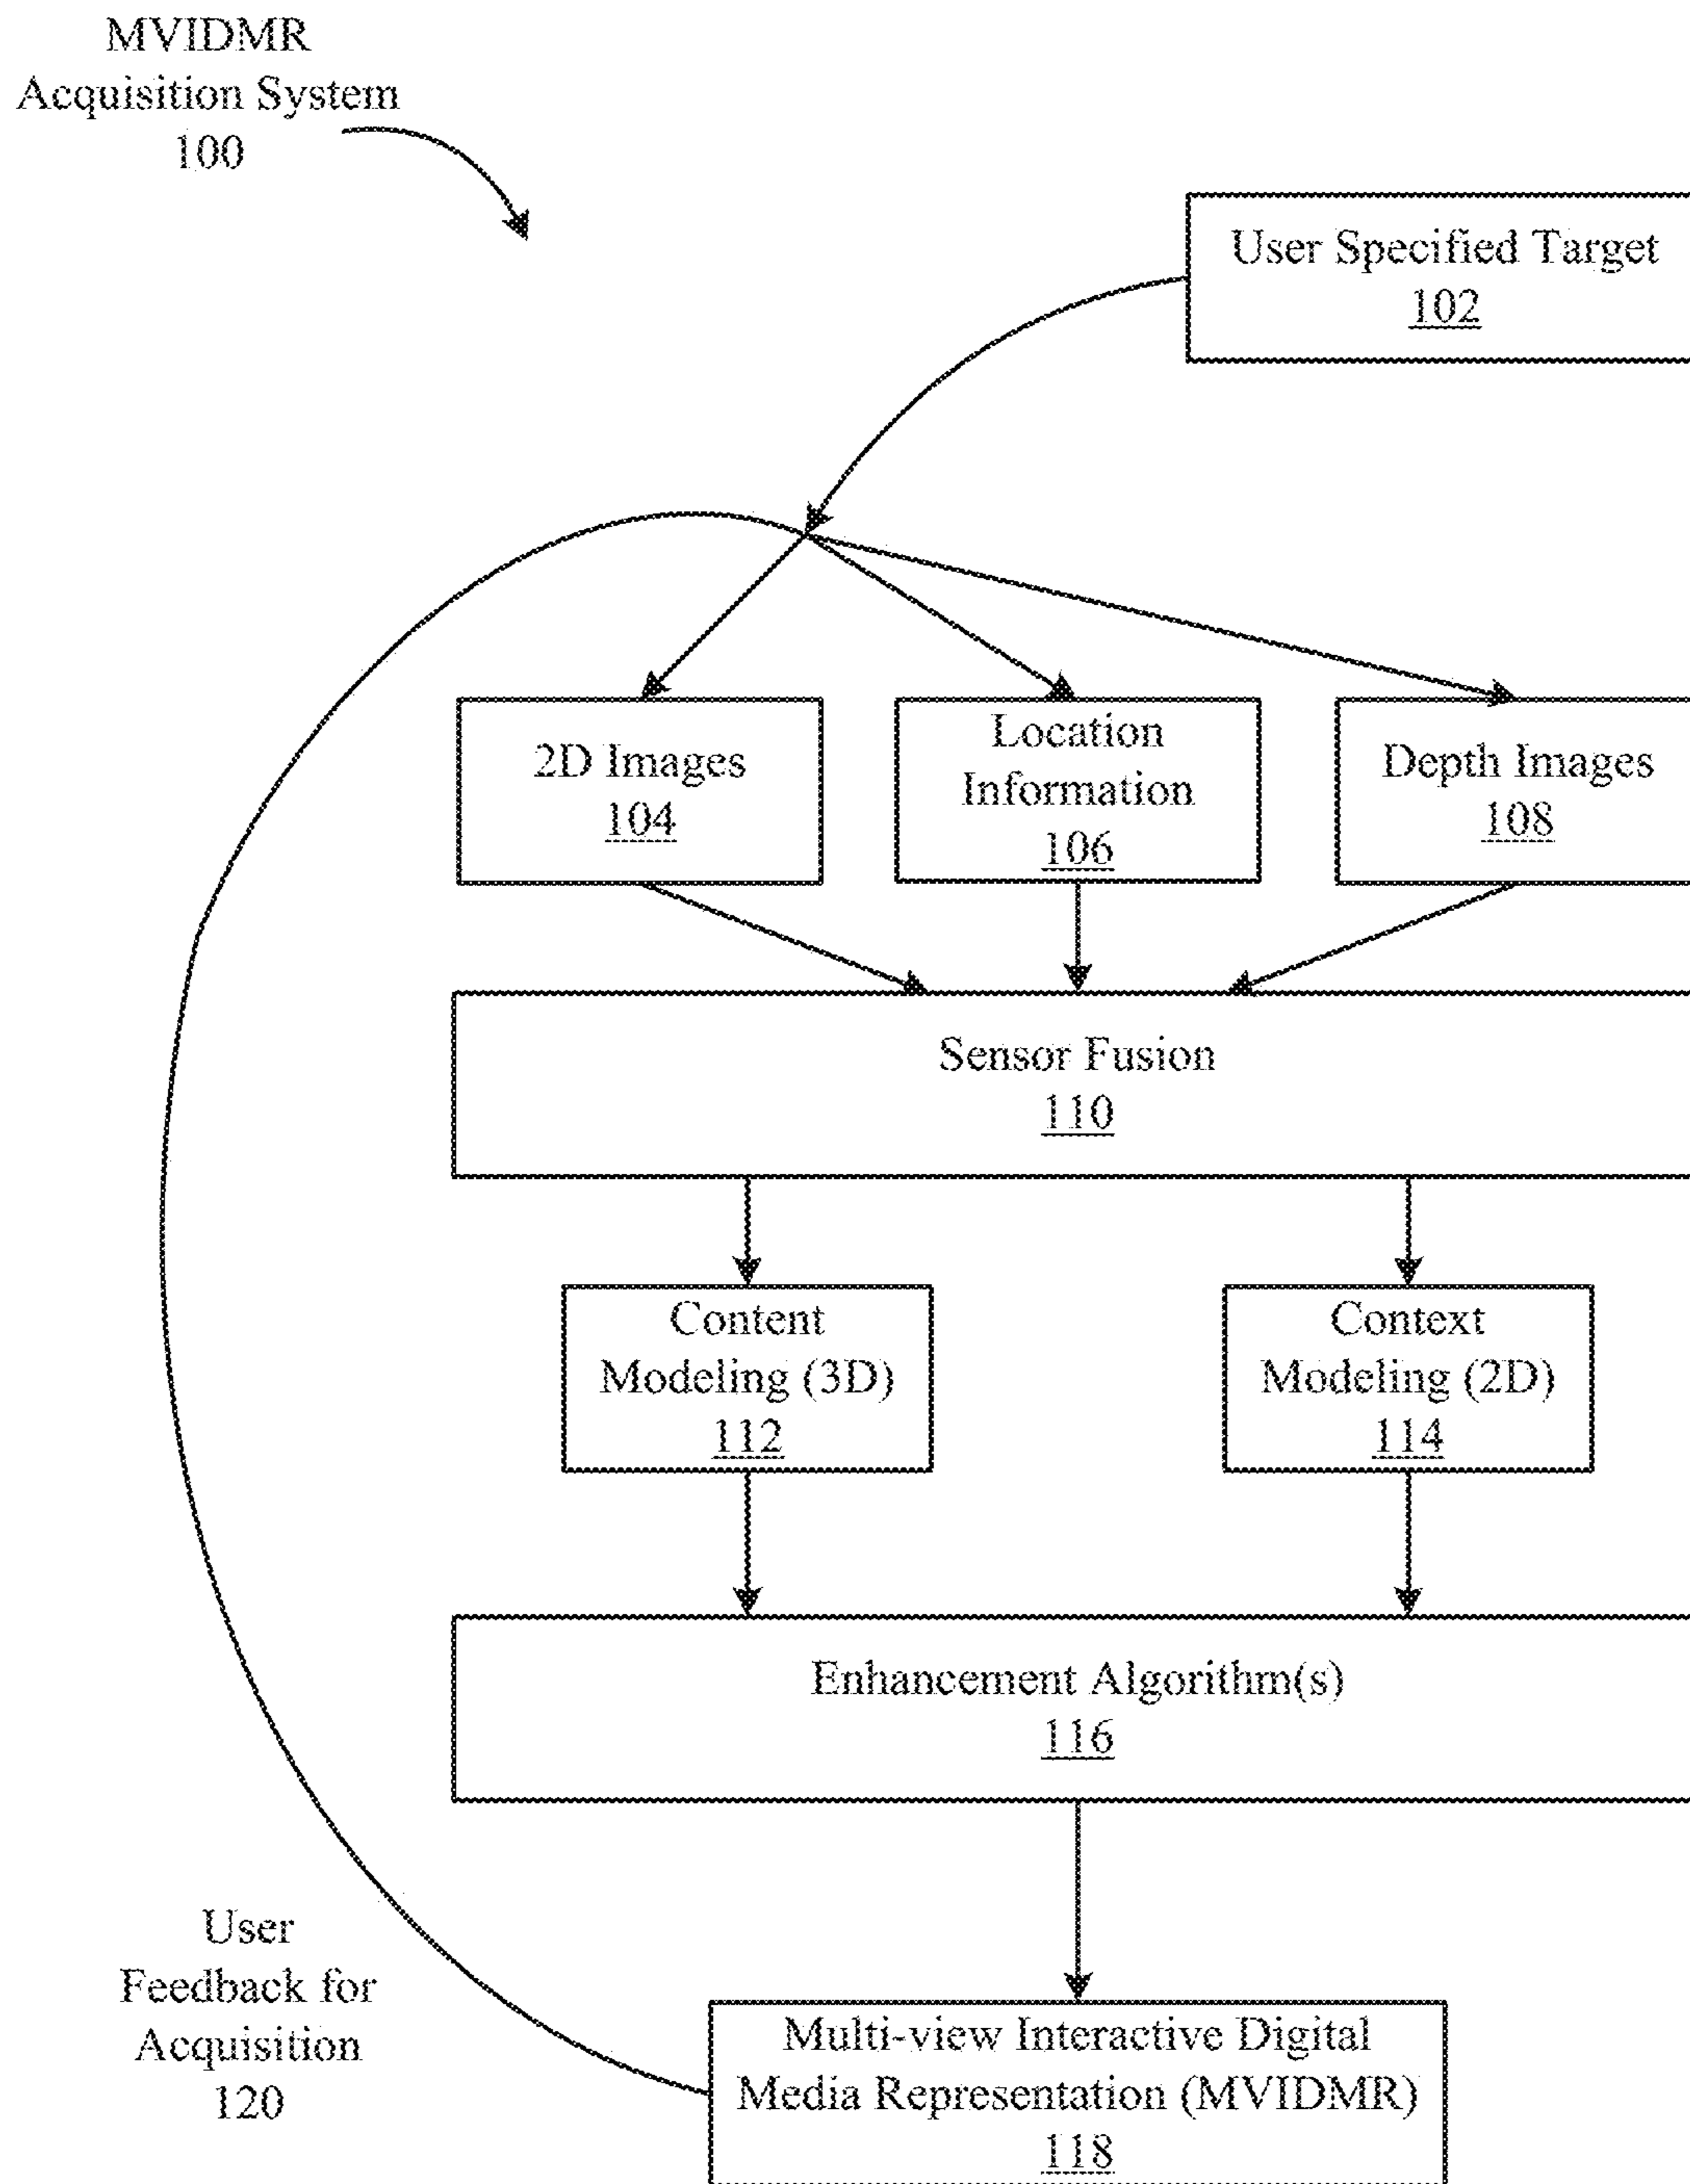 MVIDMR
Acquisition System
100
User Specified Target
102
2D Images
104
Location
Information
106
Depth Images
108
Sensor Fusion
110
Content
Modeling (3D)
112
Context
Modeling (2D)
114
Enhancement Algorithm(s)
116
User
Feedback for
Acquisition
120
Multi-view Interactive Digital
Media Representation (MVIDMR)
118